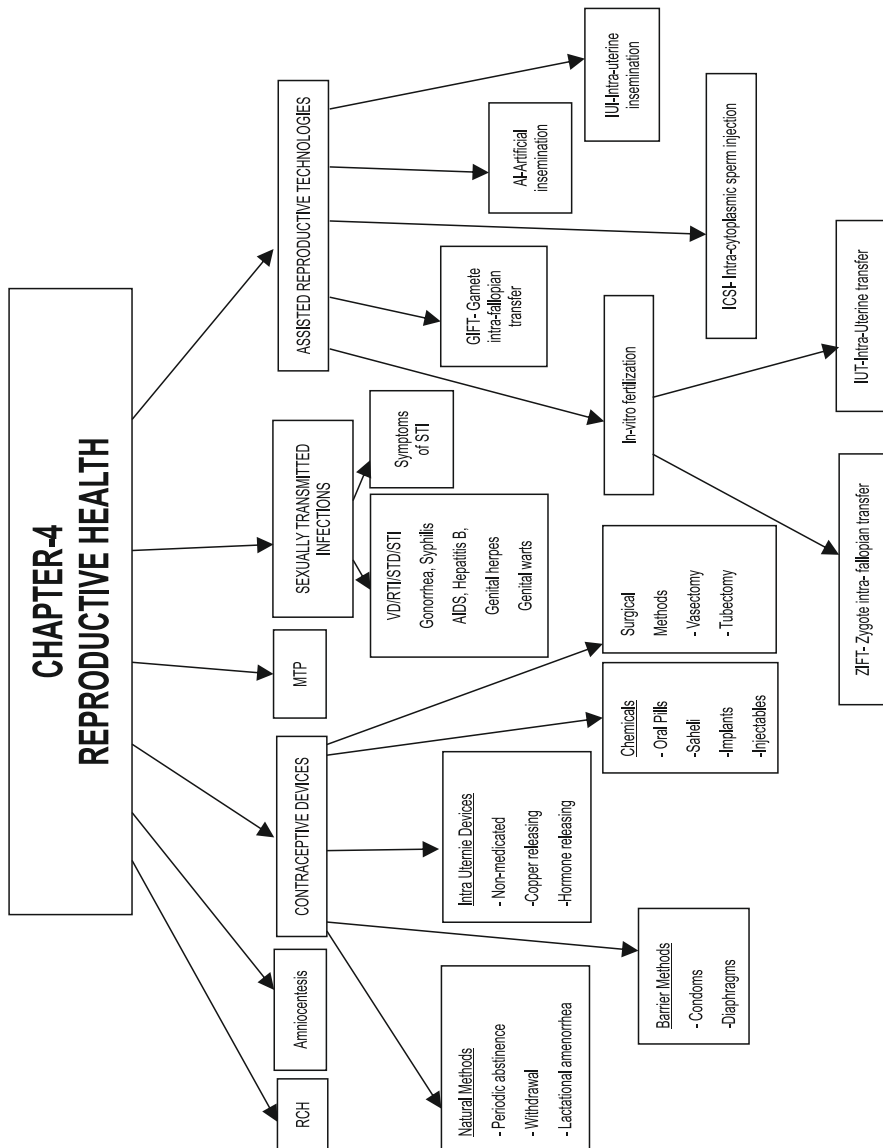 CHAPTER-4
REPRODUCTIVE HEALTH
RCH
Amniocentesis
CONTRACEPTIVE DEVICES
MTP
SEXUALLY TRANSMITTED
INFECTIONS
ASSISTED REPRODUCTIVE TECHNOLOGIES
Natural Methods
- Periodic abstinence
- Withdrawal
- Lactational amenorrhea
Barrier Methods
- Condoms
-Diaphragms
Intra Uternie Devices
- Non-medicated
-Copper releasing
-Hormone releasing
Chemicals
- Oral Pills
-Saheli
-Implants
-Injectables
Surgical
Methods
- Vasectomy
- Tubectomy
VD/RTI/STD/STI
Gonorrhea, Syphilis
AIDS, Hepatitis B,
Genital herpes
Genital warts
Symptoms
of STI
GIFT- Gamete
intra-fallopian
transfer
AI-Artificial
insemination
IUI-Intra-uterine
insemination
In-vitro fertilization
ICSI- Intra-cytoplasmic sperm injection
ZIFT- Zygote intra- fallopian transfer
IUT-Intra-Uterine transfer